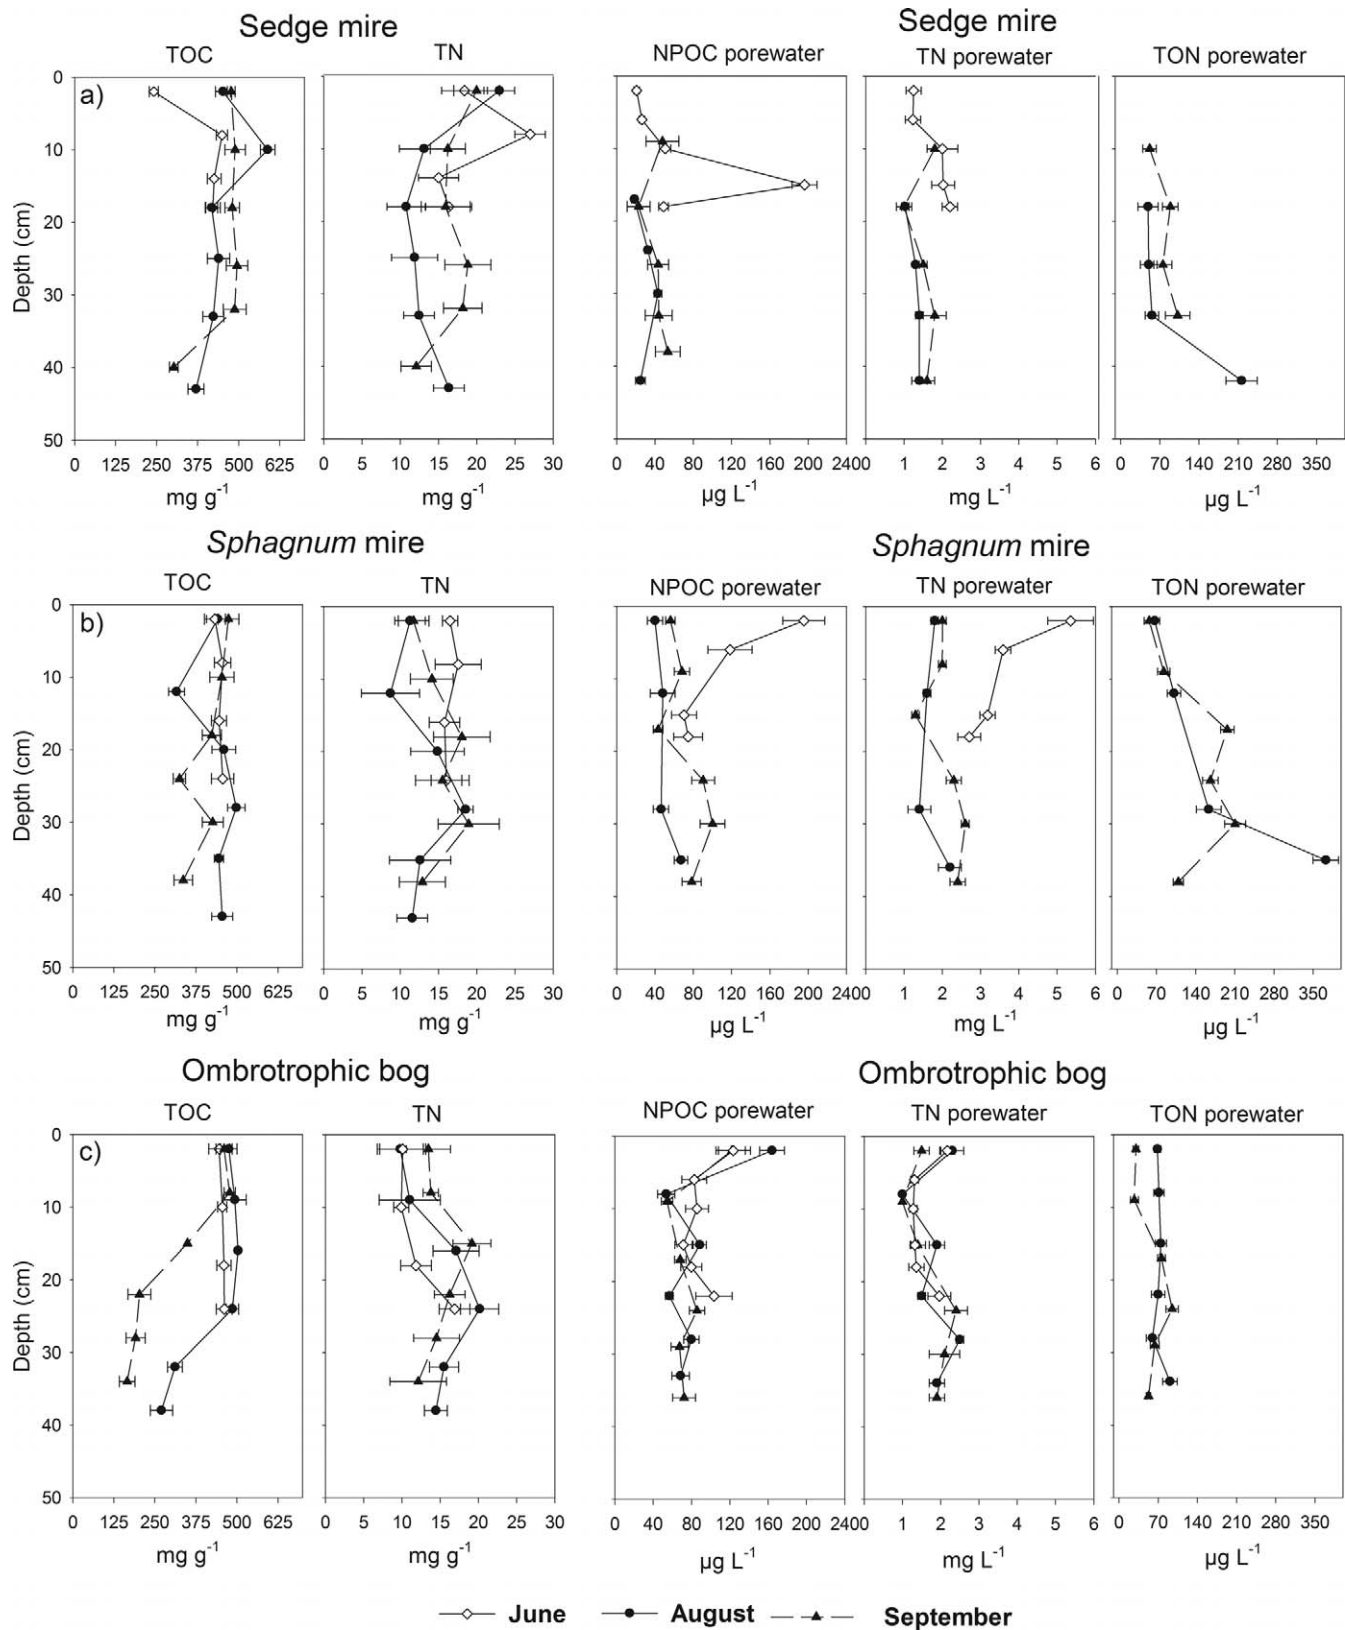 Sedge mire
Sedge mire
TOC TN NPOC porewater TN porewater TON porewater
a)
Depth (cm)
0
10
20
30
40
50
0 125 250 375 500 625
mg g⁻¹
0 5 10 15 20 25 30
mg g⁻¹
0 40 80 120 160 200 240
µg L⁻¹
0 1 2 3 4 5 6
mg L⁻¹
0 70 140 210 280 350
µg L⁻¹
Sphagnum mire
Sphagnum mire
TOC TN NPOC porewater TN porewater TON porewater
b)
Depth (cm)
0
10
20
30
40
50
0 125 250 375 500 625
mg g⁻¹
0 5 10 15 20 25 30
mg g⁻¹
0 40 80 120 160 200 240
µg L⁻¹
0 1 2 3 4 5 6
mg L⁻¹
0 70 140 210 280 350
µg L⁻¹
Ombrotrophic bog
Ombrotrophic bog
TOC TN NPOC porewater TN porewater TON porewater
c)
Depth (cm)
0
10
20
30
40
50
0 125 250 375 500 625
mg g⁻¹
0 5 10 15 20 25 30
mg g⁻¹
0 40 80 120 160 200 240
µg L⁻¹
0 1 2 3 4 5 6
mg L⁻¹
0 70 140 210 280 350
µg L⁻¹
June August September